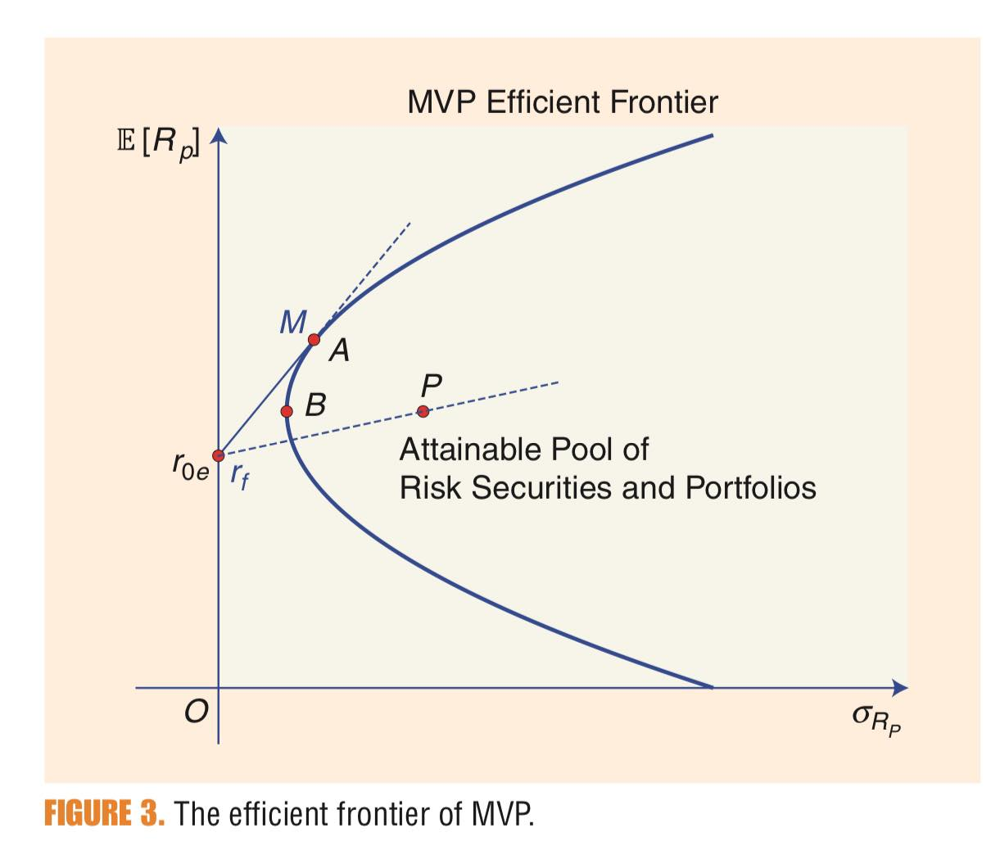 MVP Efficient Frontier
𝔼 [R_p]
M
A
P
B
Attainable Pool of
r_0e
r_f
Risk Securities and Portfolios
O
σ_R_P
FIGURE 3. The efficient frontier of MVP.